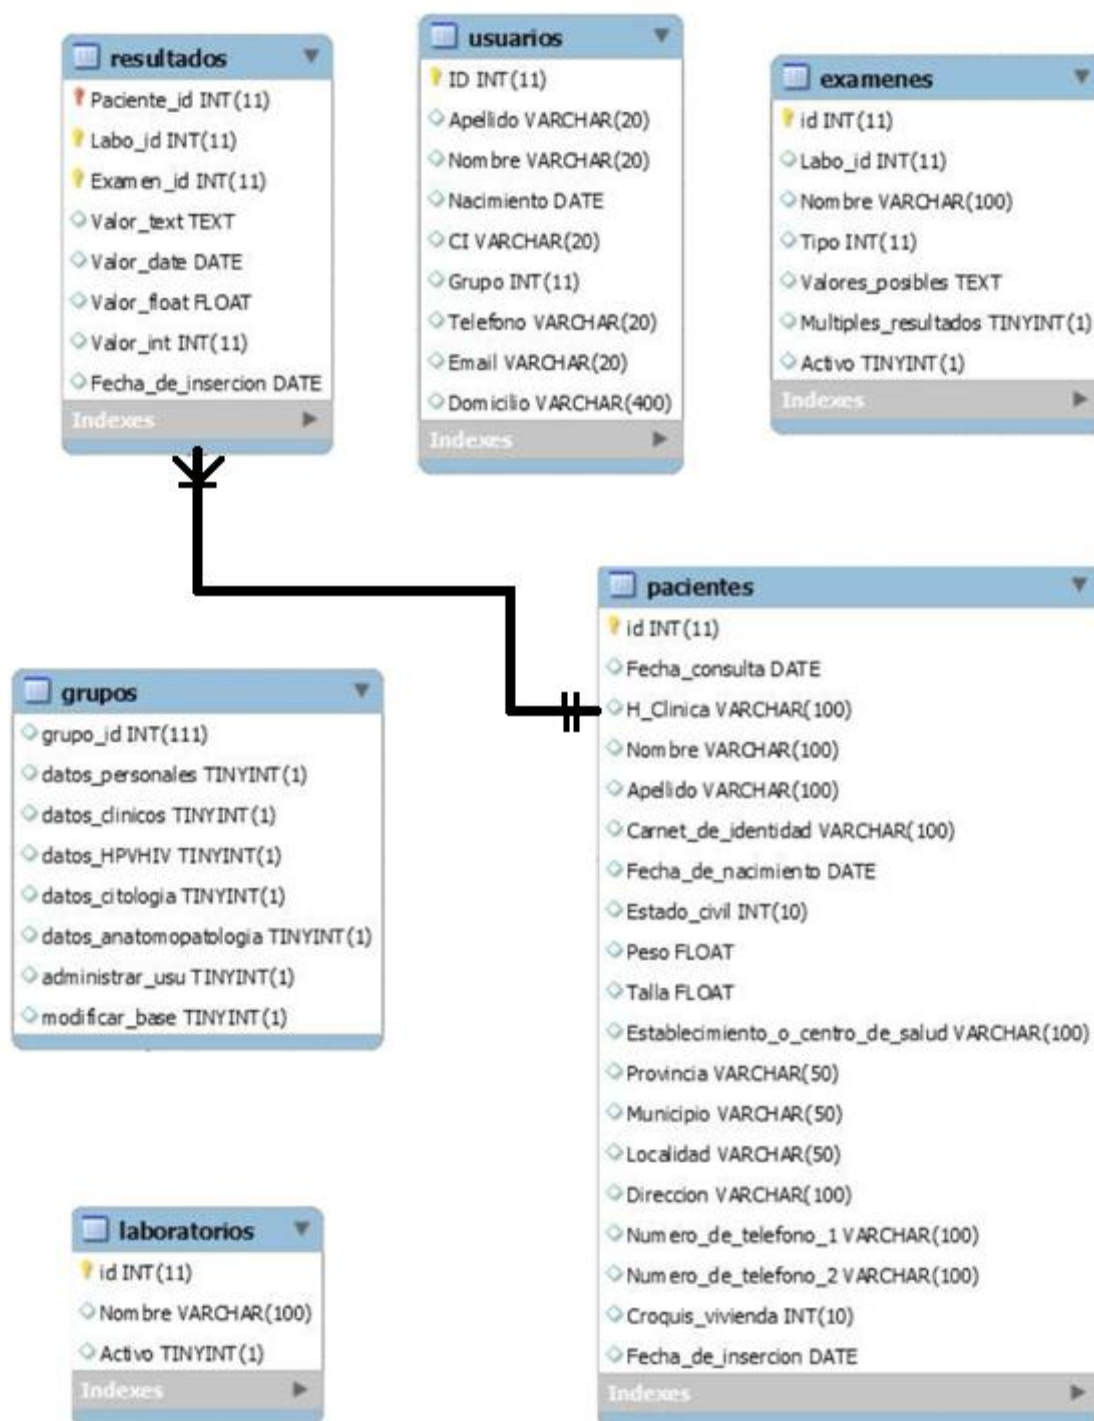 resultados
Paciente_id INT(11)
Labo_id INT(11)
Examen_id INT(11)
Valor_text TEXT
Valor_date DATE
Valor_float FLOAT
Valor_int INT(11)
Fecha_de_insercion DATE
Indexes
usuarios
ID INT(11)
Apellido VARCHAR(20)
Nombre VARCHAR(20)
Nacimiento DATE
CI VARCHAR(20)
Grupo INT(11)
Telefono VARCHAR(20)
Email VARCHAR(20)
Domicilio VARCHAR(400)
Indexes
examenes
id INT(11)
Labo_id INT(11)
Nombre VARCHAR(100)
Tipo INT(11)
Valores_posibles TEXT
Multiples_resultados TINYINT(1)
Activo TINYINT(1)
Indexes
grupos
grupo_id INT(111)
datos_personales TINYINT(1)
datos_clinicos TINYINT(1)
datos_HPVHIV TINYINT(1)
datos_citologia TINYINT(1)
datos_anatomopatologia TINYINT(1)
administrar_usu TINYINT(1)
modificar_base TINYINT(1)
pacientes
id INT(11)
Fecha_consulta DATE
H_Clinica VARCHAR(100)
Nombre VARCHAR(100)
Apellido VARCHAR(100)
Carnet_de_identidad VARCHAR(100)
Fecha_de_nacimiento DATE
Estado_civil INT(10)
Peso FLOAT
Talla FLOAT
Establecimiento_o_centro_de_salud VARCHAR(100)
Provincia VARCHAR(50)
Municipio VARCHAR(50)
Localidad VARCHAR(50)
Direccion VARCHAR(100)
Numero_de_telefono_1 VARCHAR(100)
Numero_de_telefono_2 VARCHAR(100)
Croquis_vivienda INT(10)
Fecha_de_insercion DATE
Indexes
laboratorios
id INT(11)
Nombre VARCHAR(100)
Activo TINYINT(1)
Indexes